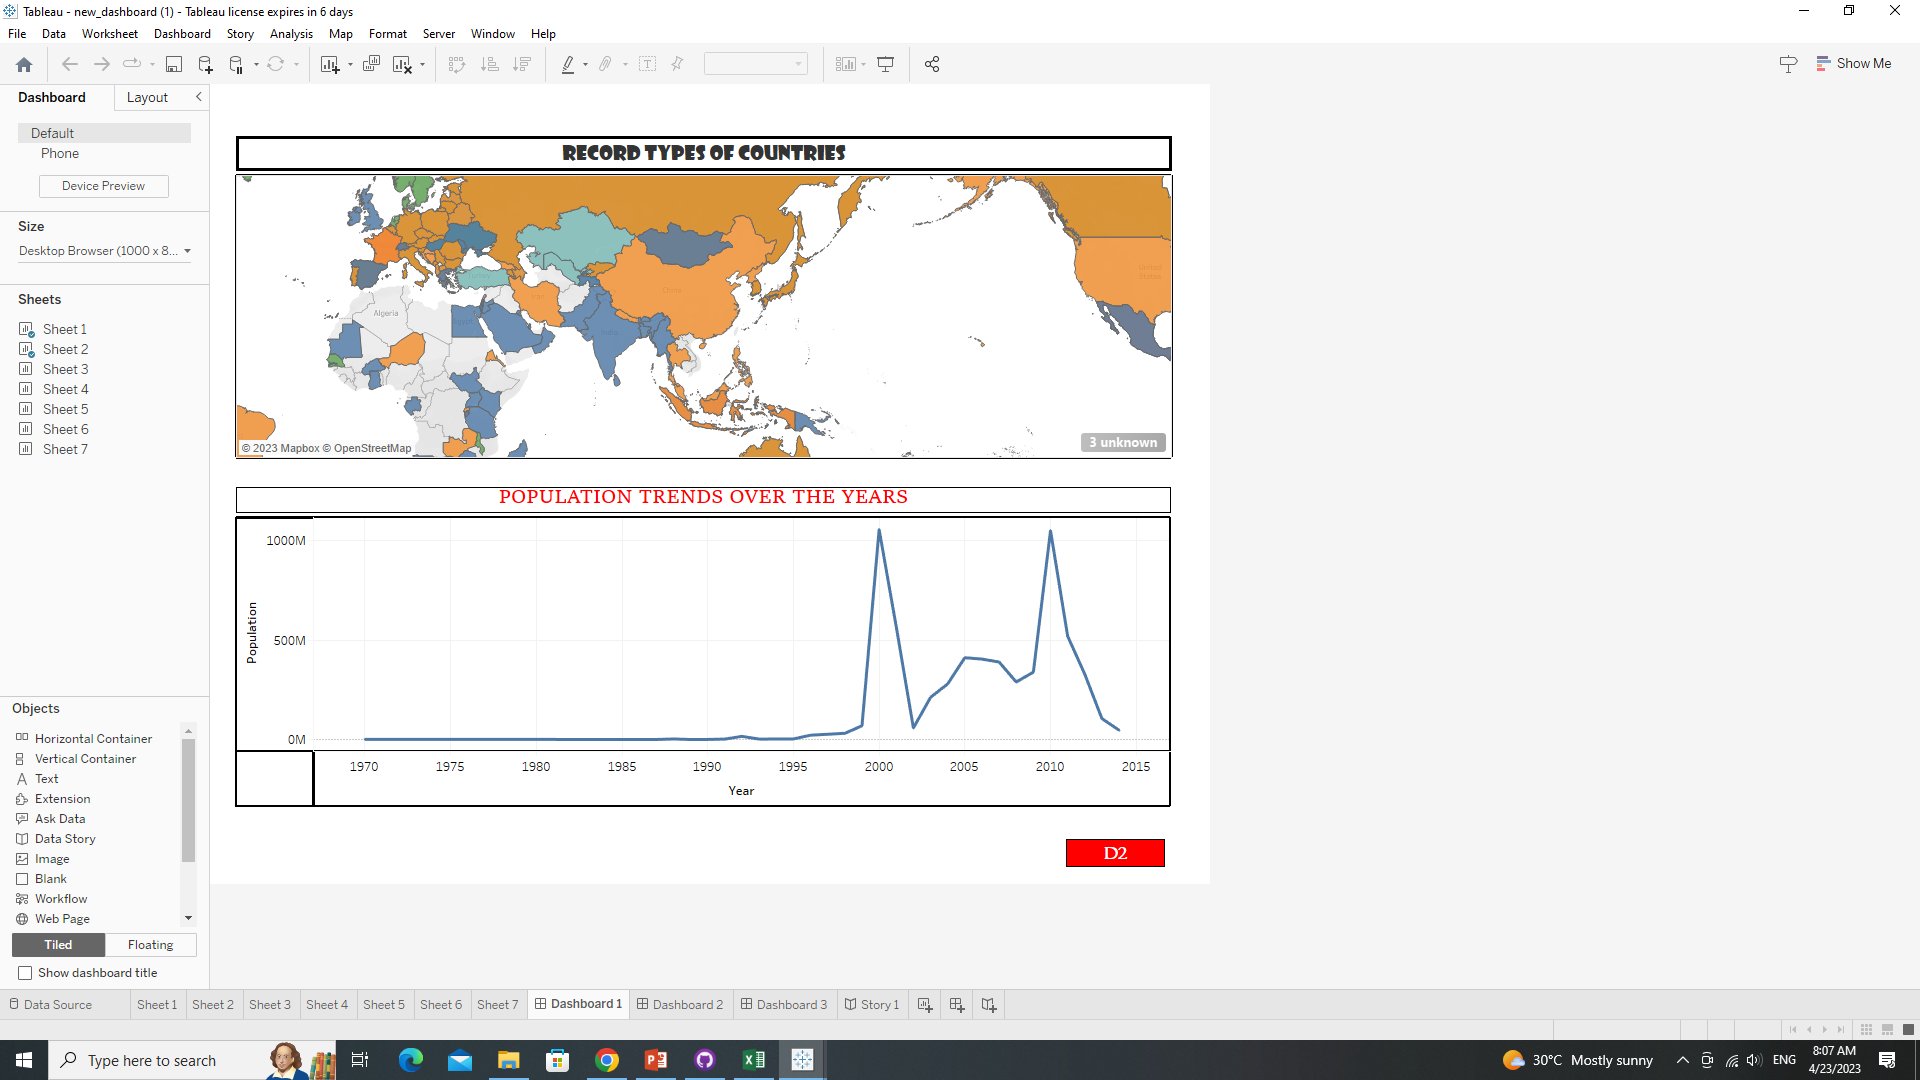 Tableau - new_dashboard (1) - Tableau license expires in 6 days
File Data Worksheet Dashboard Story Analysis Map Format Server Window Help
Show Me
Dashboard Layout
Default
Phone
Device Preview
Size
Desktop Browser (1000 x 8...
Sheets
Sheet 1
Sheet 2
Sheet 3
Sheet 4
Sheet 5
Sheet 6
Sheet 7
Objects
Horizontal Container
Vertical Container
Text
Extension
Ask Data
Data Story
Image
Blank
Workflow
Web Page
Tiled Floating
Show dashboard title
RECORD TYPES OF COUNTRIES
United
States
China
Iran
Algeria
© 2023 Mapbox © OpenStreetMap
3 unknown
POPULATION TRENDS OVER THE YEARS
Population
1000M
500M
0M
1970 1975 1980 1985 1990 1995 2000 2005 2010 2015
Year
D2
Data Source Sheet 1 Sheet 2 Sheet 3 Sheet 4 Sheet 5 Sheet 6 Sheet 7 Dashboard 1 Dashboard 2 Dashboard 3 Story 1
Type here to search
30°C Mostly sunny
ENG
8:07 AM
4/23/2023